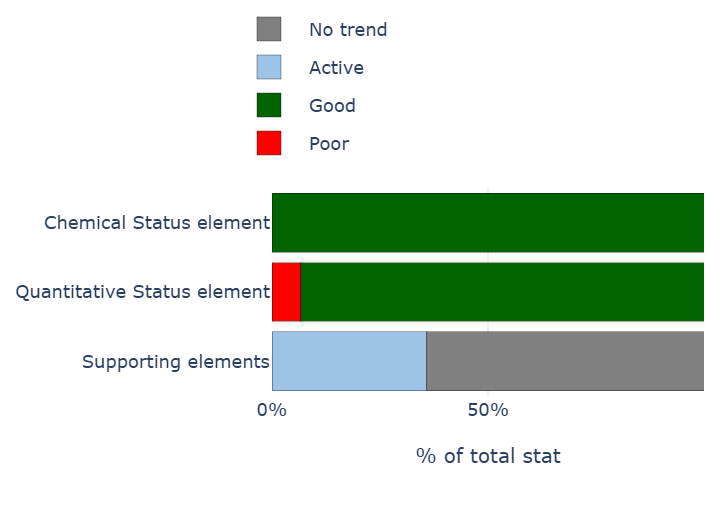 No trend
Active
Good
Poor
Chemical Status element
Quantitative Status element
Supporting elements
0%
50%
% of total stat